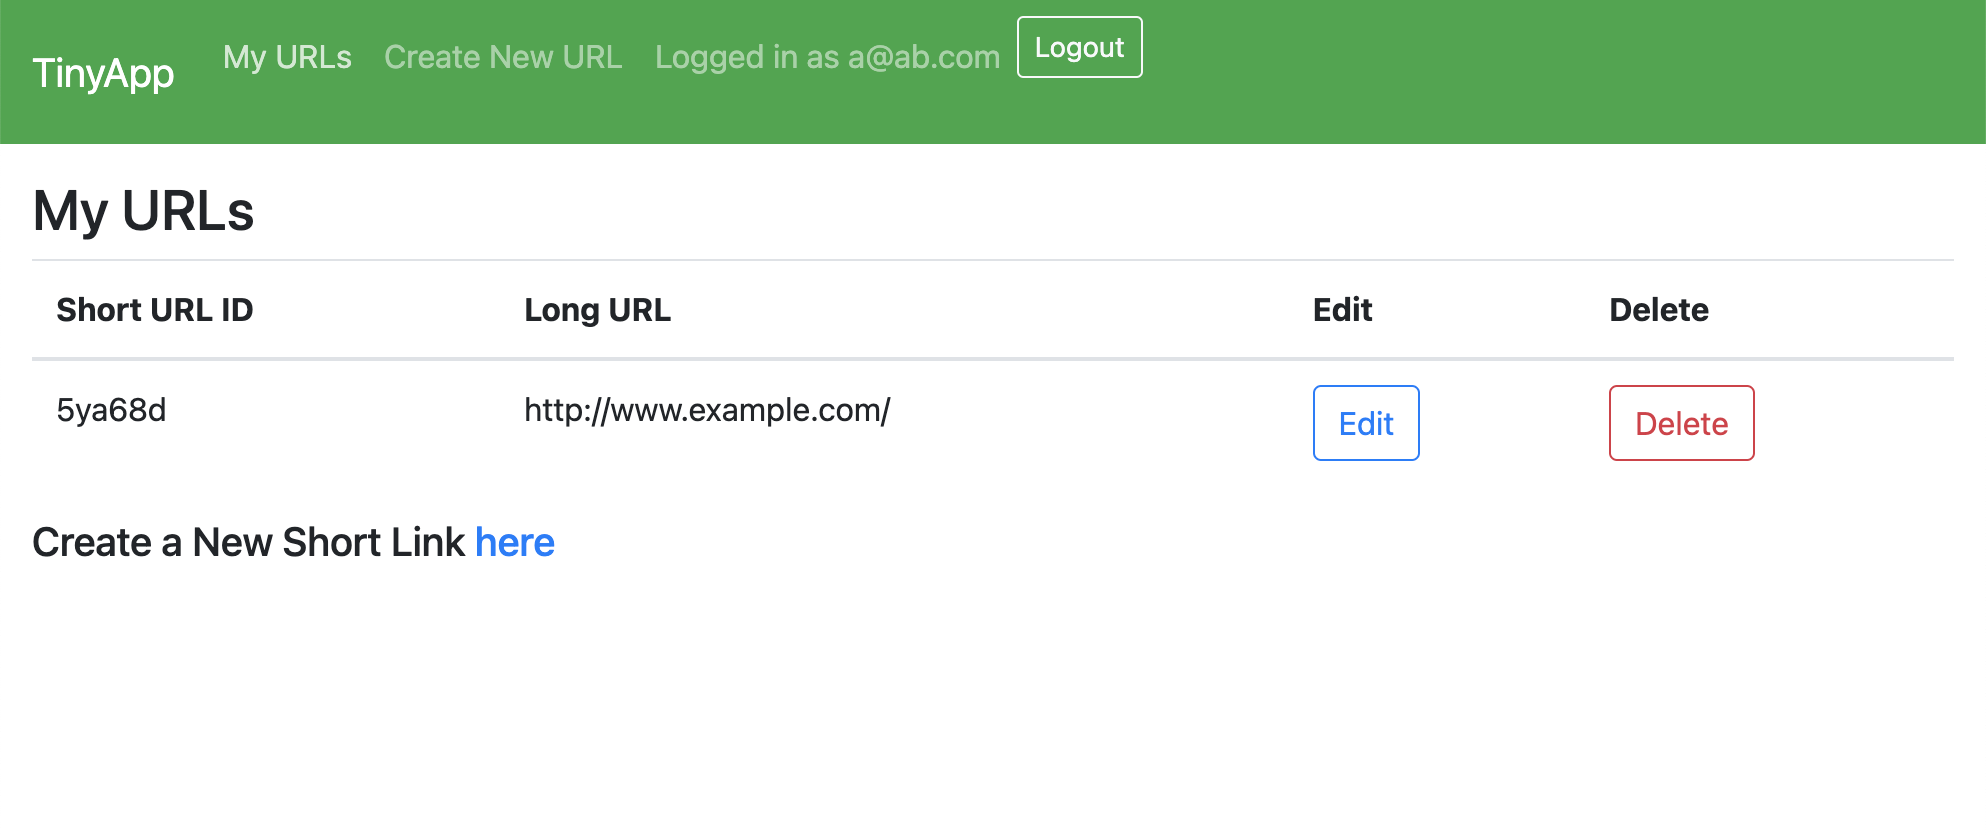 TinyApp My URLs Create New URL Logged in as a@ab.com Logout
My URLs
Short URL ID Long URL Edit Delete
5ya68d http://www.example.com/ Edit Delete
Create a New Short Link here